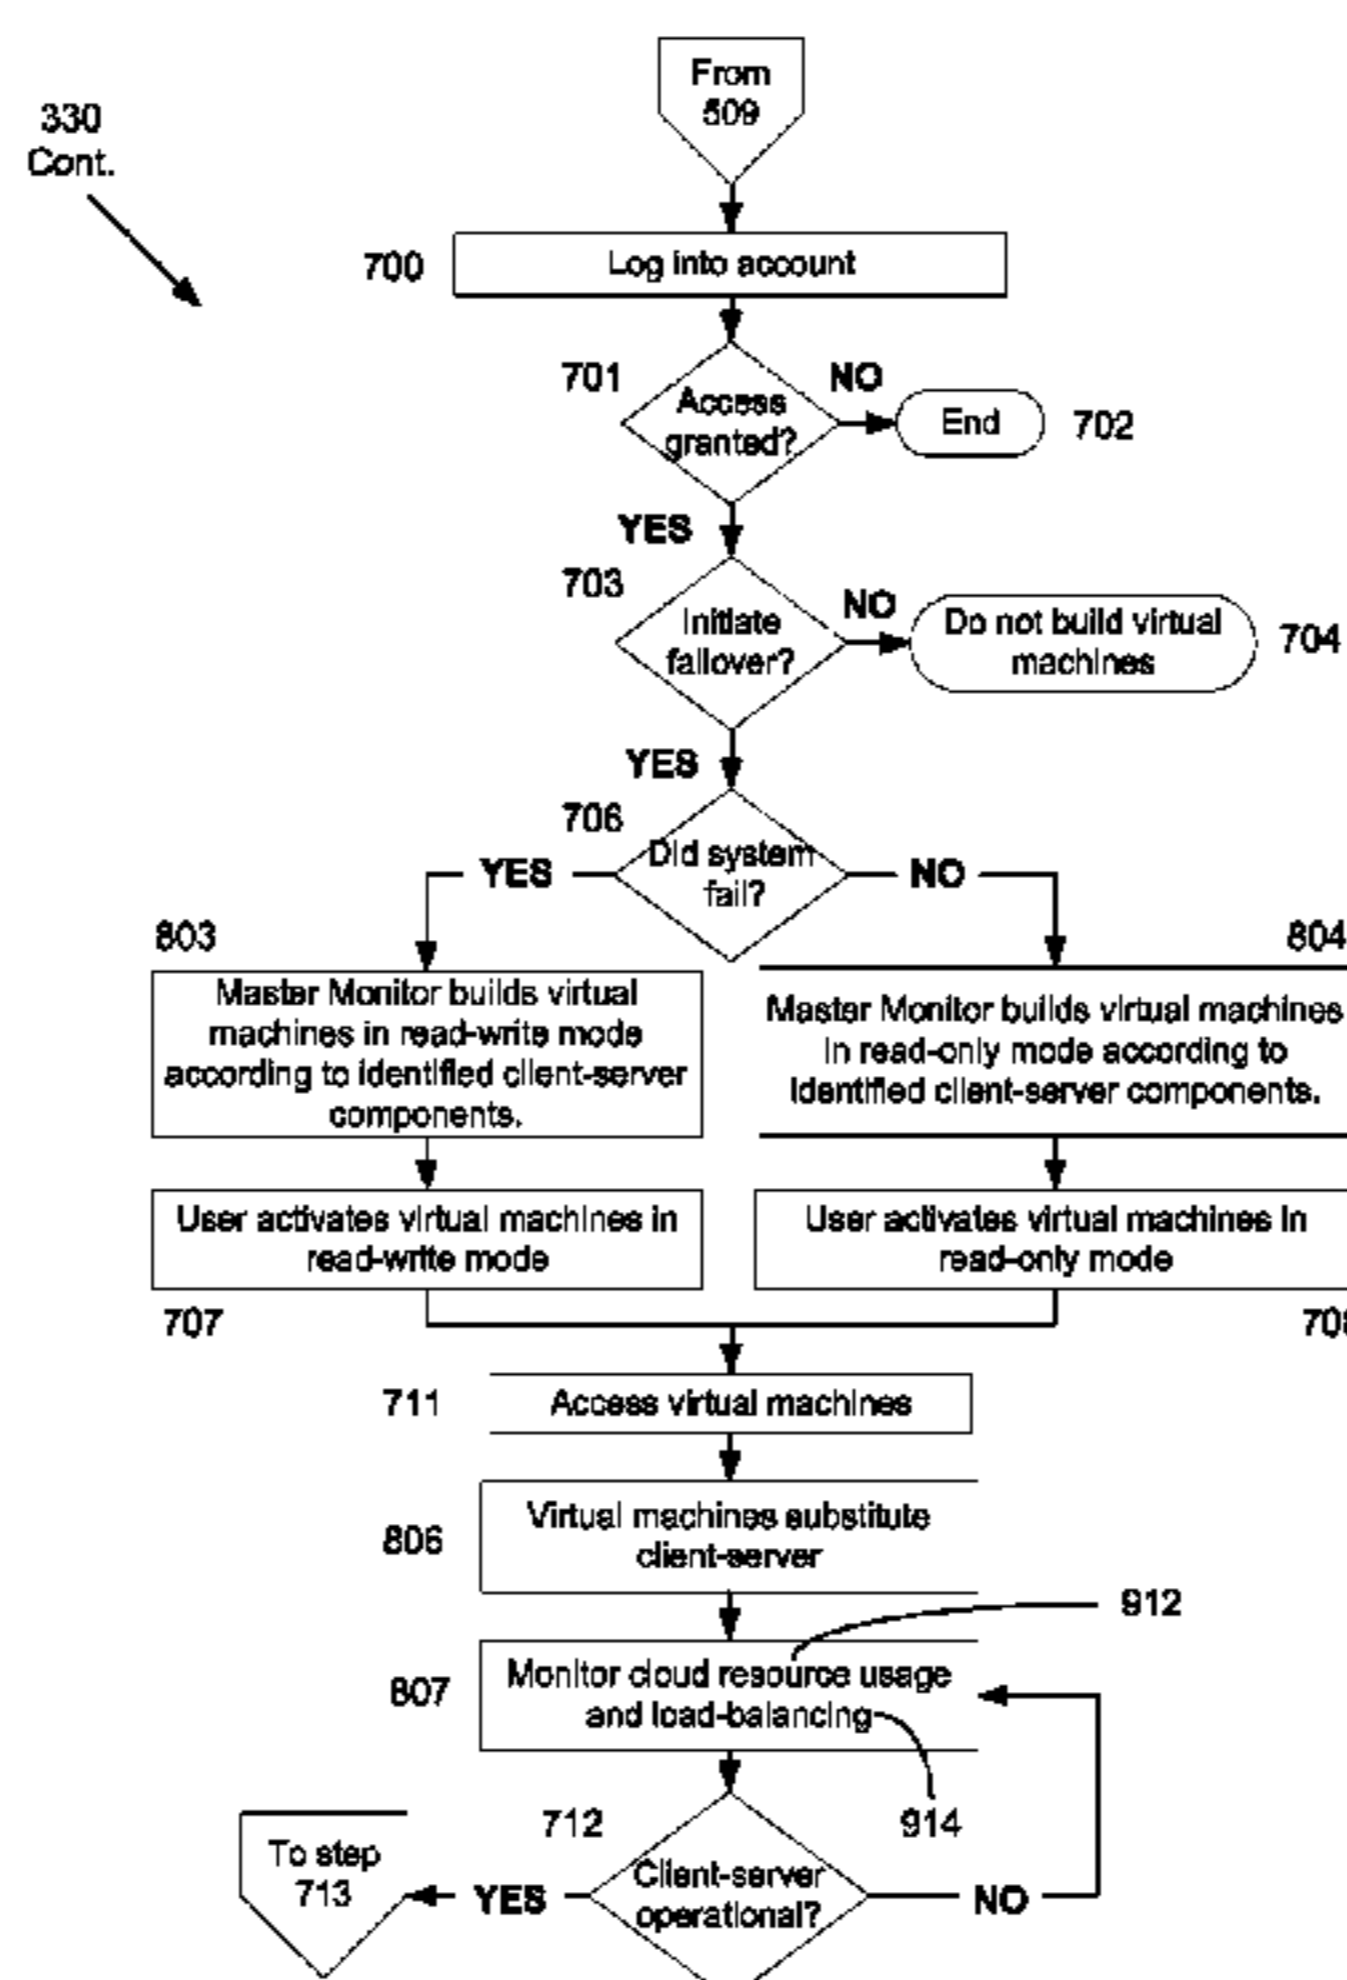 From
509
330
Cont.
700
Log into account
701
Access
granted?
NO
End
702
YES
703
Initiate
failover?
NO
Do not build virtual
machines
704
YES
706
Did system
fail?
YES
NO
803
Master Monitor builds virtual
machines in read-write mode
according to identified client-server
components.
804
Master Monitor builds virtual machines
in read-only mode according to
identified client-server components.
User activates virtual machines in
read-write mode
707
User activates virtual machines in
read-only mode
708
711
Access virtual machines
806
Virtual machines substitute
client-server
912
807
Monitor cloud resource usage
and load-balancing
914
712
Client-server
operational?
YES
NO
To step
713